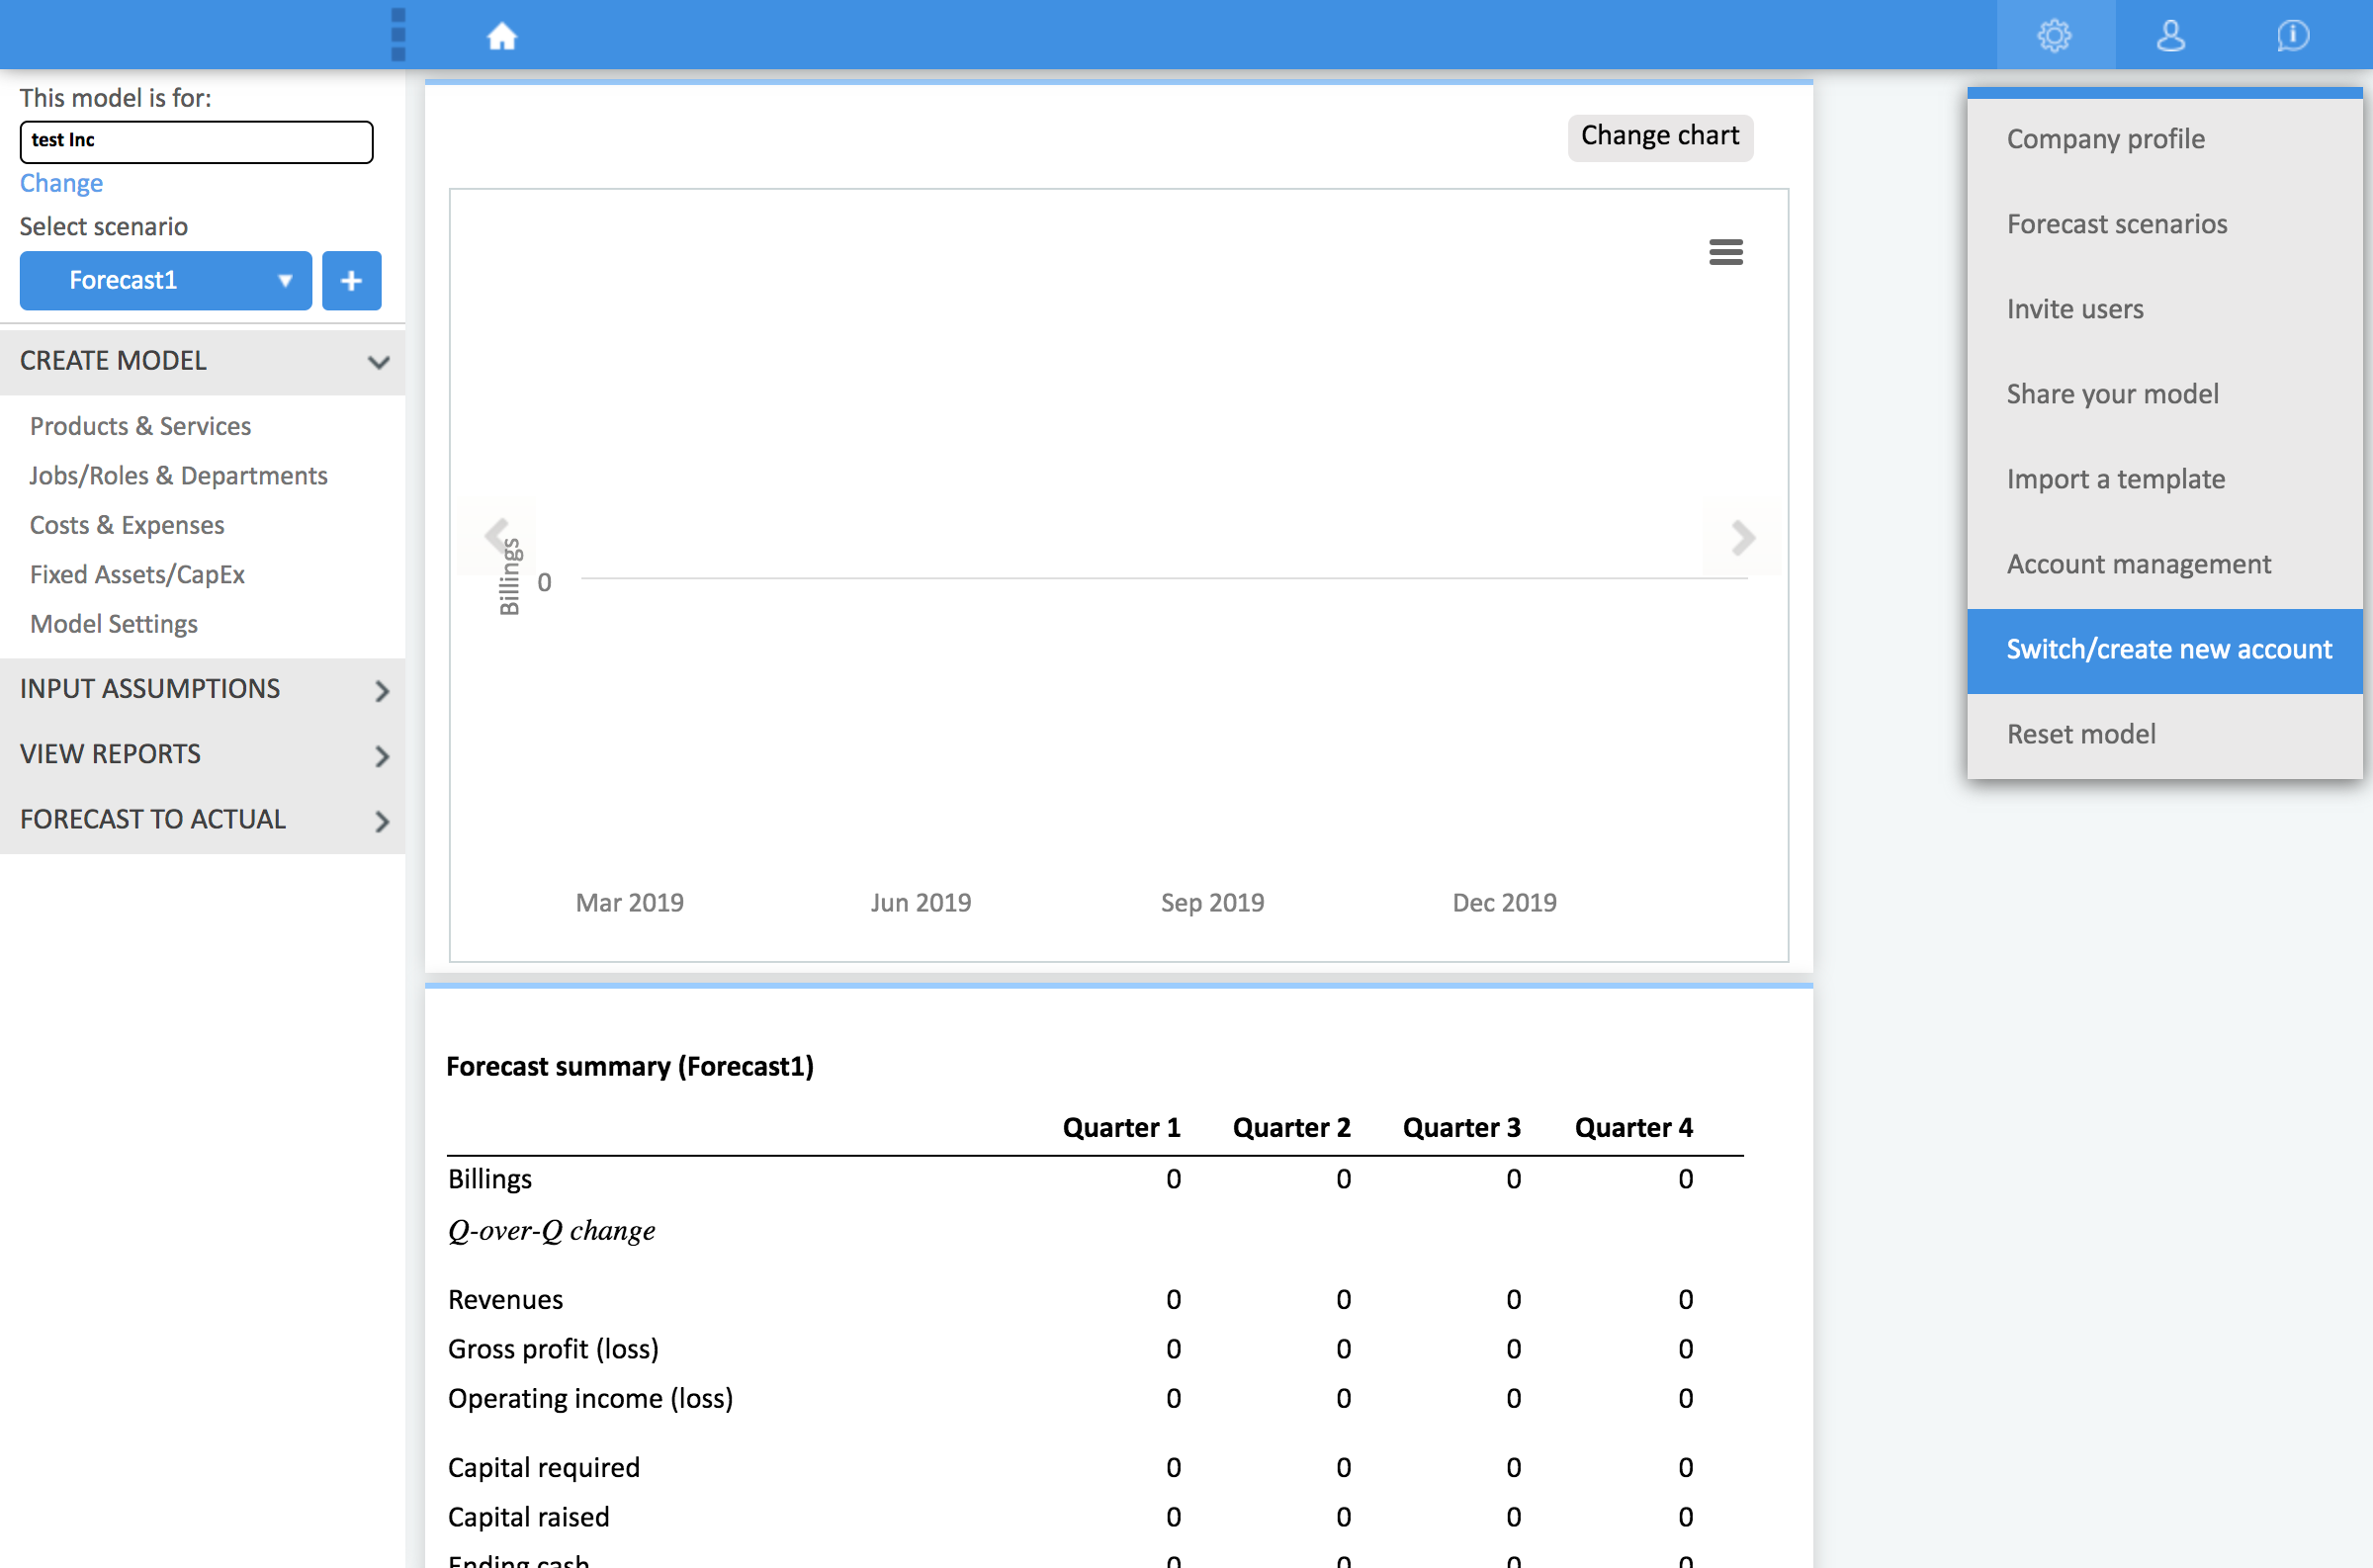 This model is for:
test Inc
Change
Select scenario
Forecast1
+
CREATE MODEL
Products & Services
Jobs/Roles & Departments
Costs & Expenses
Fixed Assets/CapEx
Model Settings
INPUT ASSUMPTIONS
VIEW REPORTS
FORECAST TO ACTUAL
Change chart
Billings
0
Mar 2019 Jun 2019 Sep 2019 Dec 2019
Forecast summary (Forecast1)
Quarter 1 Quarter 2 Quarter 3 Quarter 4
Billings 0 0 0 0
Q-over-Q change
Revenues 0 0 0 0
Gross profit (loss) 0 0 0 0
Operating income (loss) 0 0 0 0
Capital required 0 0 0 0
Capital raised 0 0 0 0
Ending cash 0 0 0 0
Company profile
Forecast scenarios
Invite users
Share your model
Import a template
Account management
Switch/create new account
Reset model